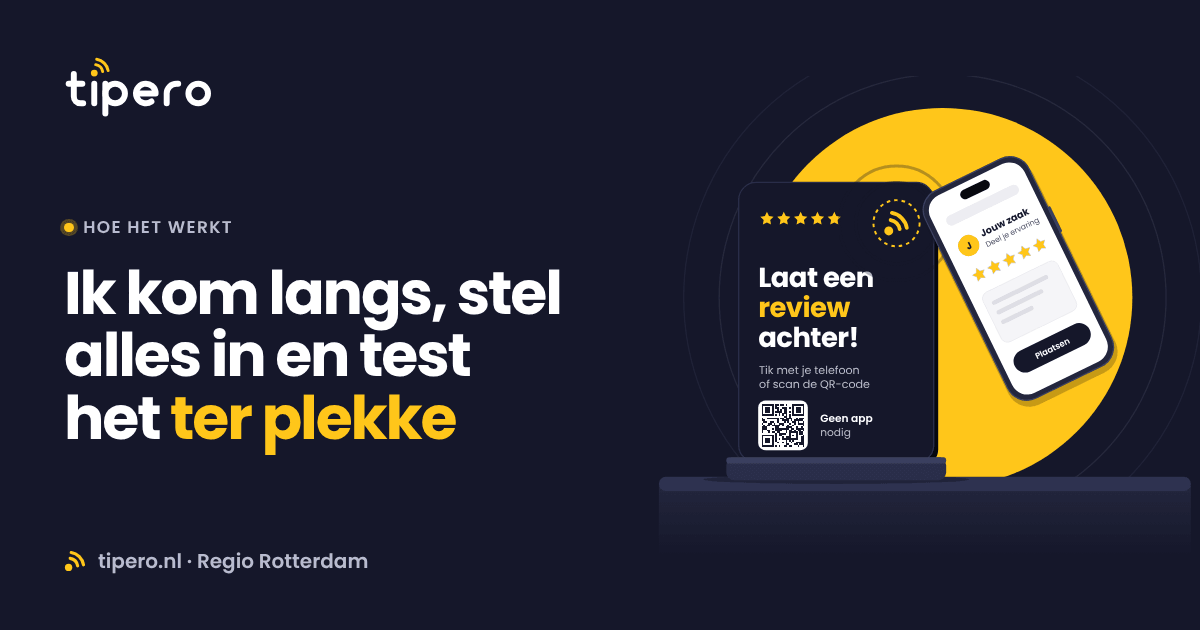 tipero
HOE HET WERKT
Ik kom langs, stel
alles in en test
het ter plekke
tipero.nl · Regio Rotterdam
Laat een
review
achter!
Tik met je telefoon
of scan de QR-code
Geen app
nodig
J
Jouw zaak
Deel je ervaring
Plaatsen